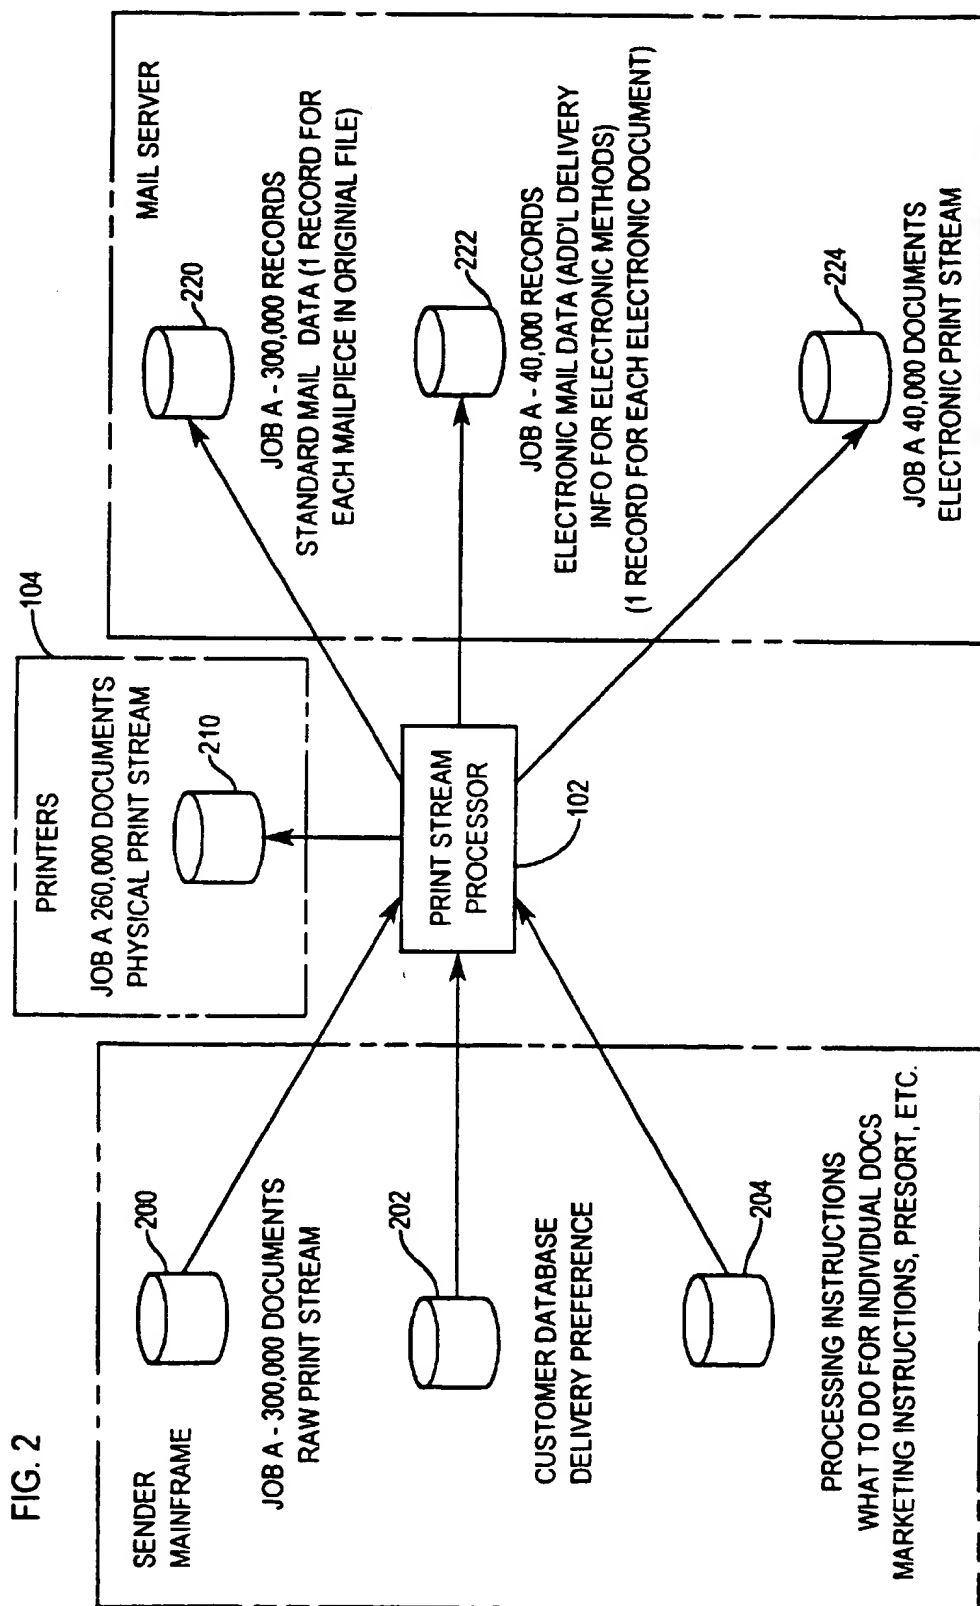 FIG. 2
SENDER
MAINFRAME
200
JOB A - 300,000 DOCUMENTS
RAW PRINT STREAM
202
CUSTOMER DATABASE
DELIVERY PREFERENCE
204
PROCESSING INSTRUCTIONS
WHAT TO DO FOR INDIVIDUAL DOCS
MARKETING INSTRUCTIONS, PRESORT, ETC.
104
PRINTERS
JOB A 260,000 DOCUMENTS
PHYSICAL PRINT STREAM
210
PRINT STREAM
PROCESSOR
102
MAIL SERVER
220
JOB A - 300,000 RECORDS
STANDARD MAIL DATA (1 RECORD FOR
EACH MAILPIECE IN ORIGINIAL FILE)
222
JOB A - 40,000 RECORDS
ELECTRONIC MAIL DATA (ADD'L DELIVERY
INFO FOR ELECTRONIC METHODS)
(1 RECORD FOR EACH ELECTRONIC DOCUMENT)
224
JOB A 40,000 DOCUMENTS
ELECTRONIC PRINT STREAM